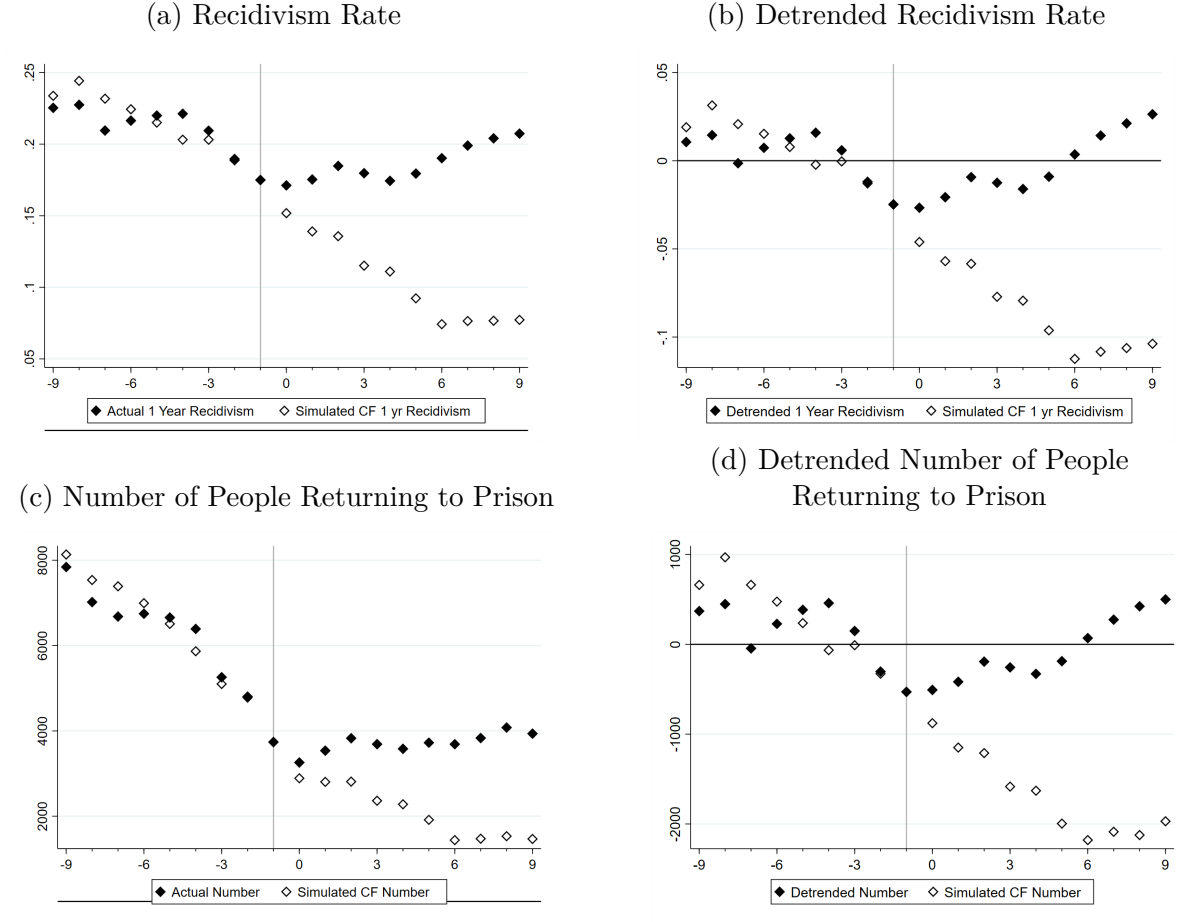 (a) Recidivism Rate
.25
.2
.15
.1
.05
-9 -6 -3 0 3 6 9
Actual 1 Year Recidivism Simulated CF 1 yr Recidivism
(b) Detrended Recidivism Rate
.05
0
-.05
-.1
-9 -6 -3 0 3 6 9
Detrended 1 Year Recidivism Simulated CF 1 yr Recidivism
(c) Number of People Returning to Prison
8000
6000
4000
2000
-9 -6 -3 0 3 6 9
Actual Number Simulated CF Number
(d) Detrended Number of People
Returning to Prison
1000
0
-1000
-2000
-9 -6 -3 0 3 6 9
Detrended Number Simulated CF Number